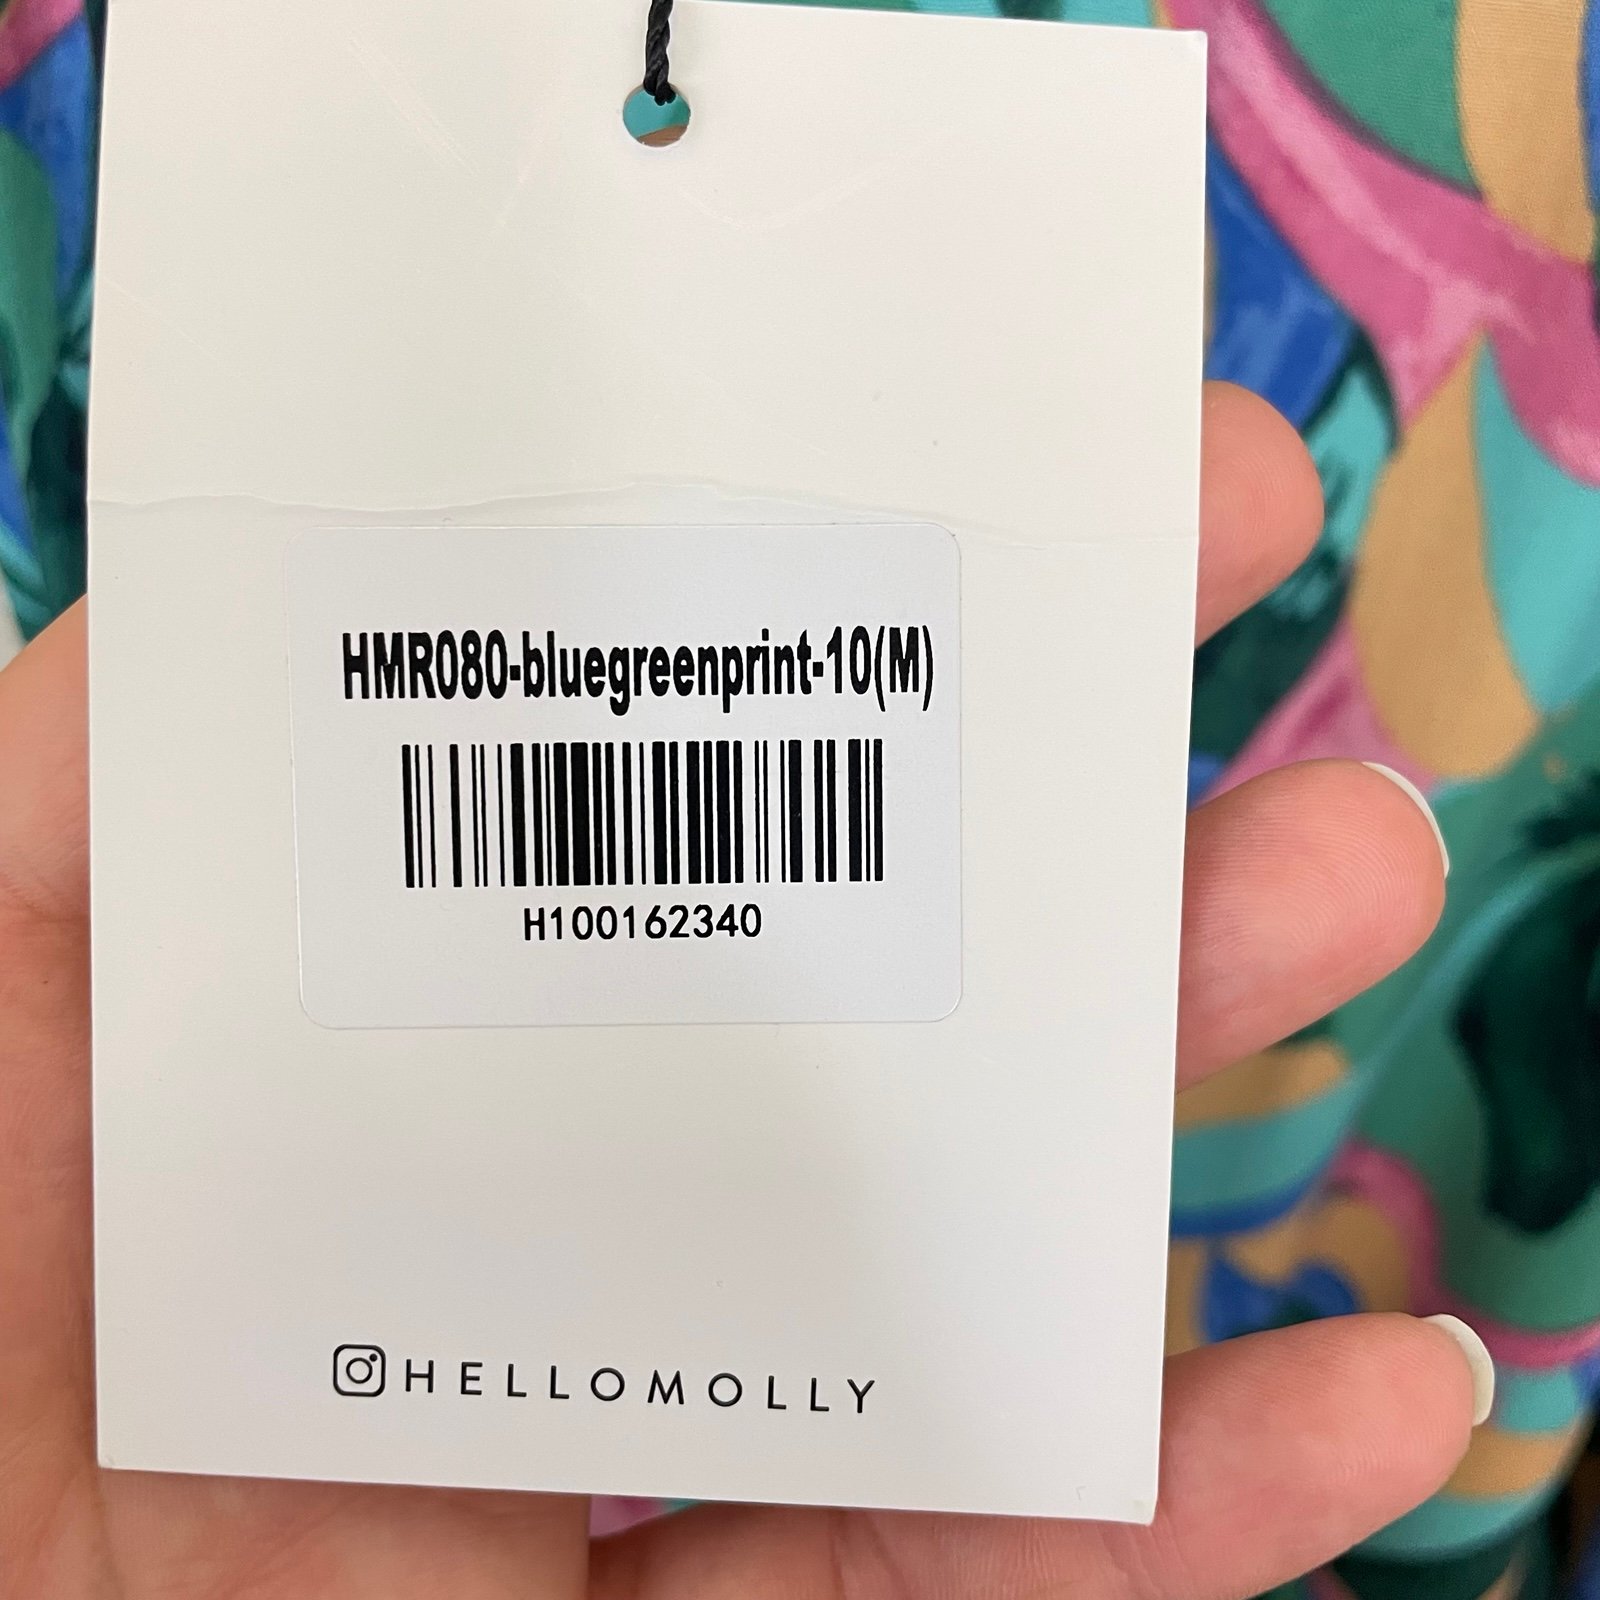 HMR080-bluegreenprint-10(M)
H100162340
HELLOMOLLY